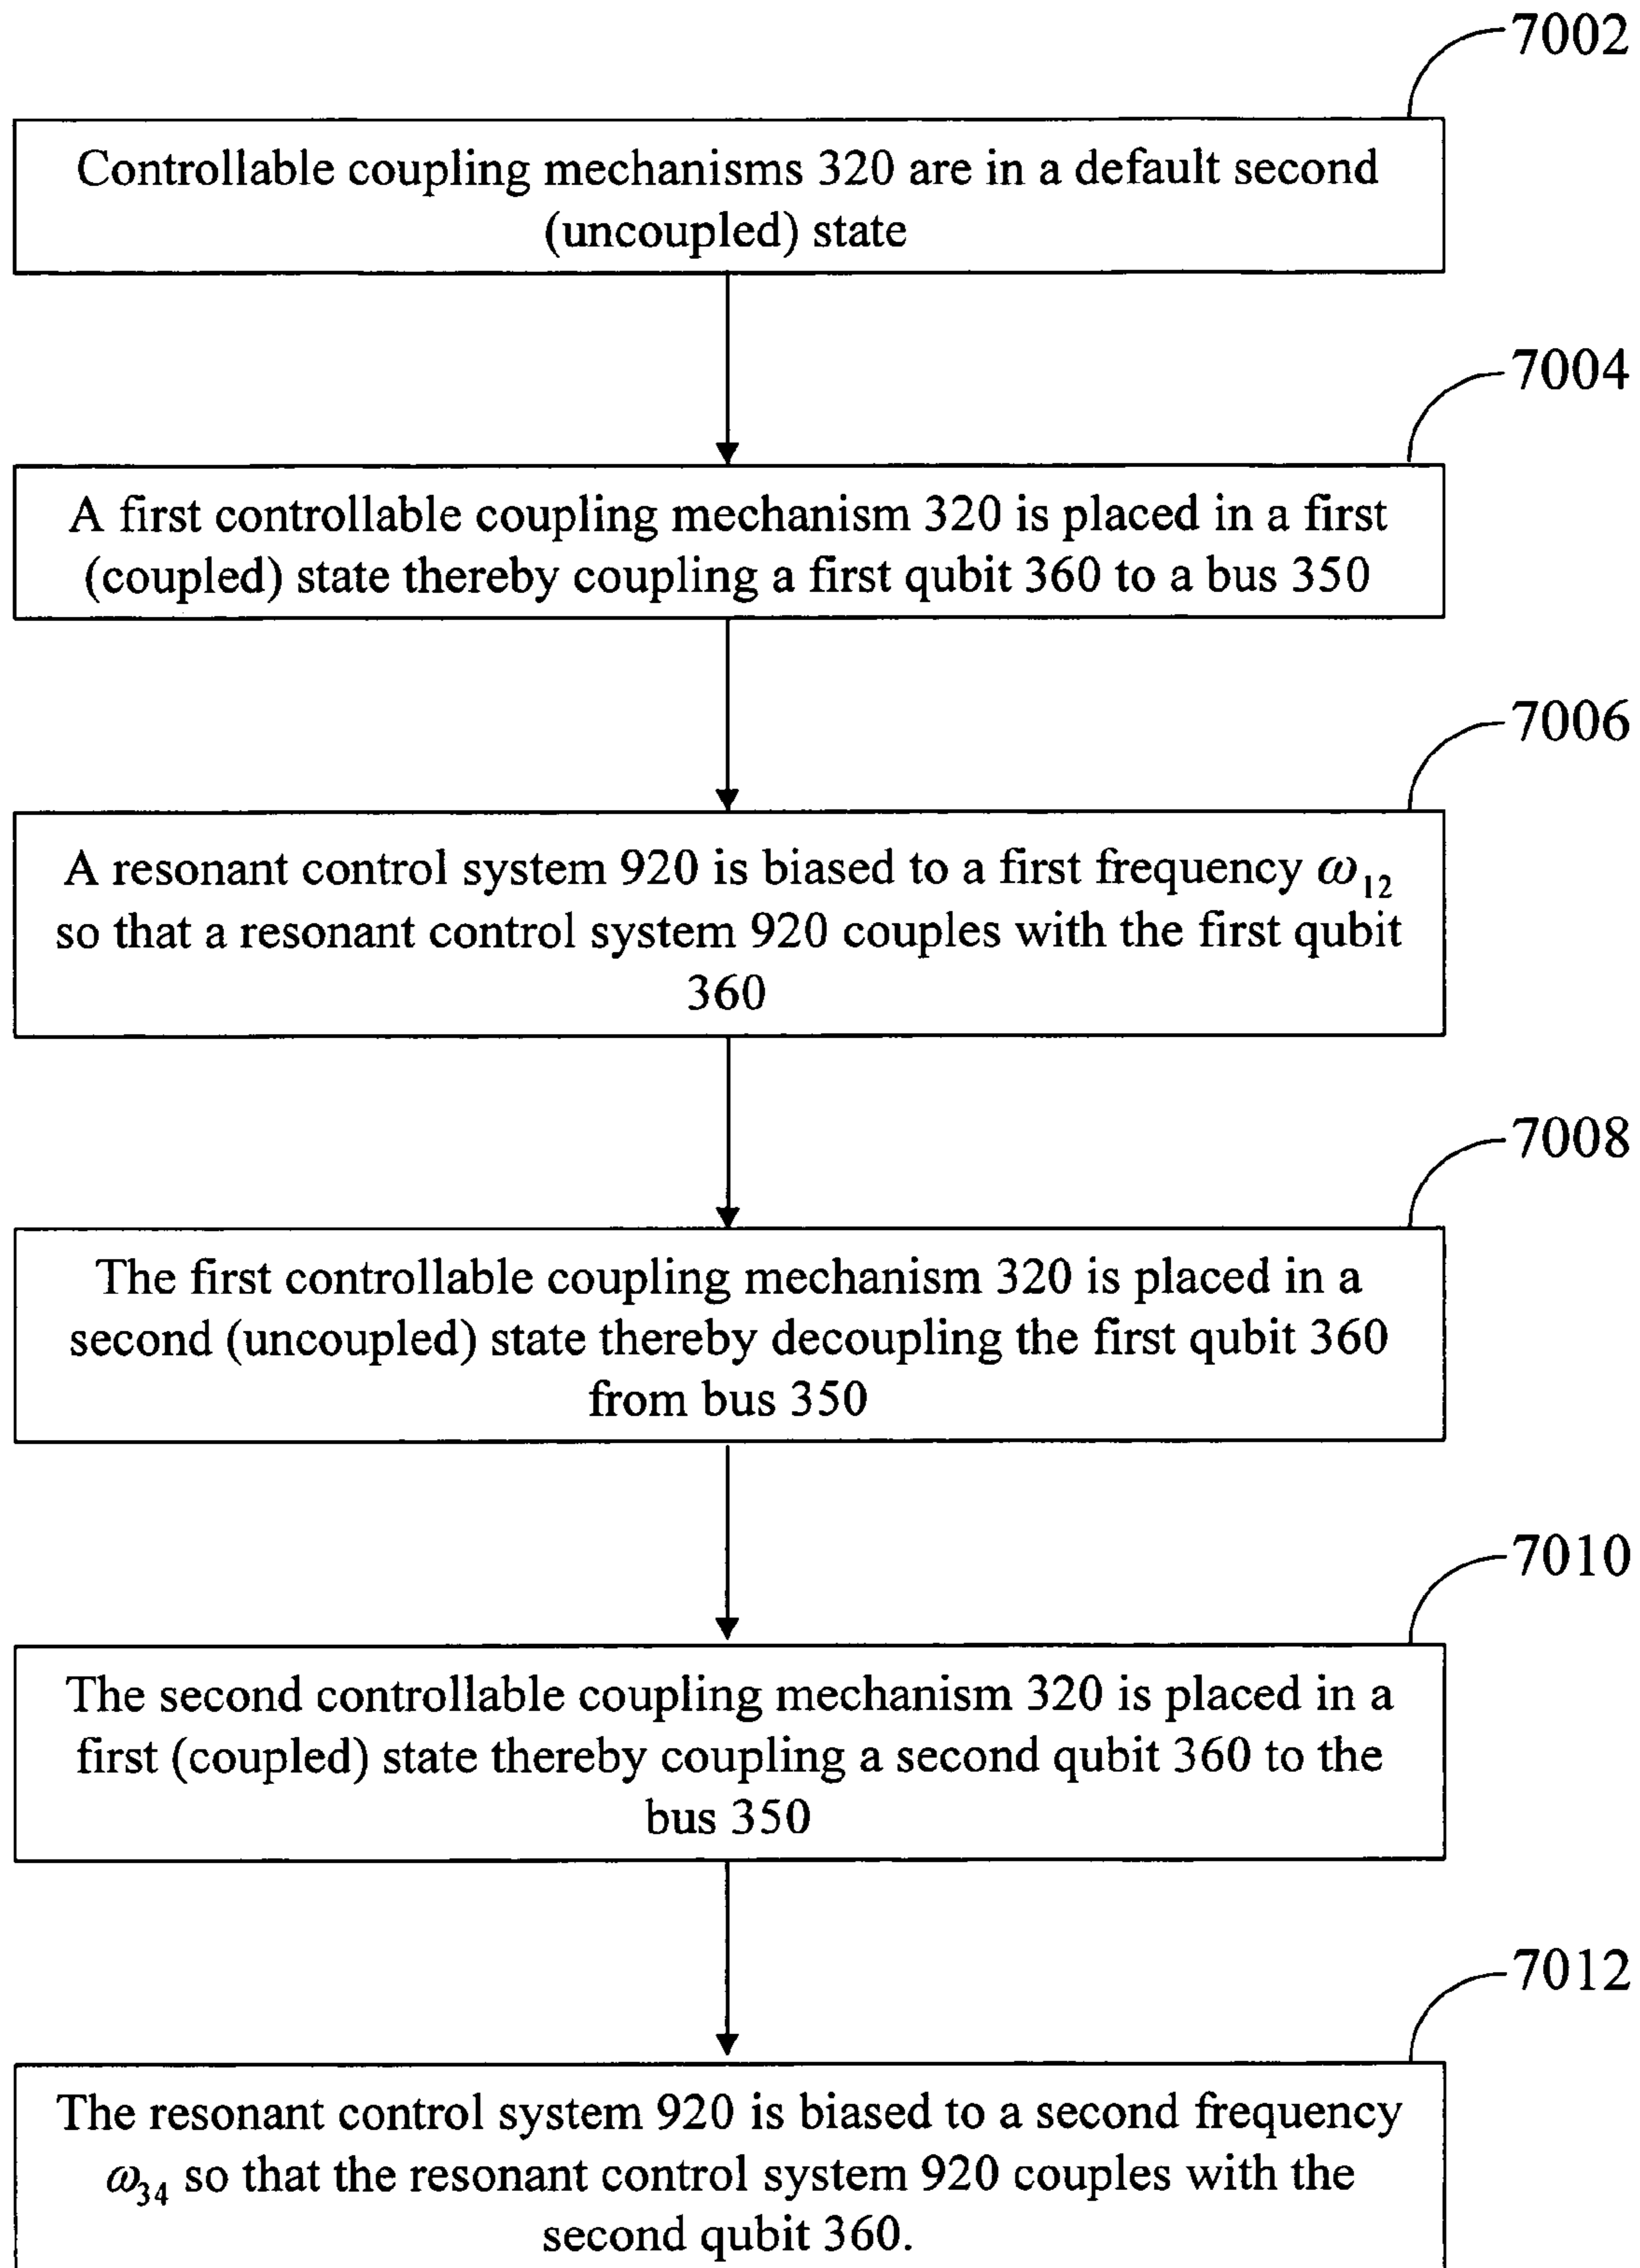 7002
Controllable coupling mechanisms 320 are in a default second
(uncoupled) state
7004
A first controllable coupling mechanism 320 is placed in a first
(coupled) state thereby coupling a first qubit 360 to a bus 350
7006
A resonant control system 920 is biased to a first frequency ω₁₂
so that a resonant control system 920 couples with the first qubit
360
7008
The first controllable coupling mechanism 320 is placed in a
second (uncoupled) state thereby decoupling the first qubit 360
from bus 350
7010
The second controllable coupling mechanism 320 is placed in a
first (coupled) state thereby coupling a second qubit 360 to the
bus 350
7012
The resonant control system 920 is biased to a second frequency
ω₃₄ so that the resonant control system 920 couples with the
second qubit 360.